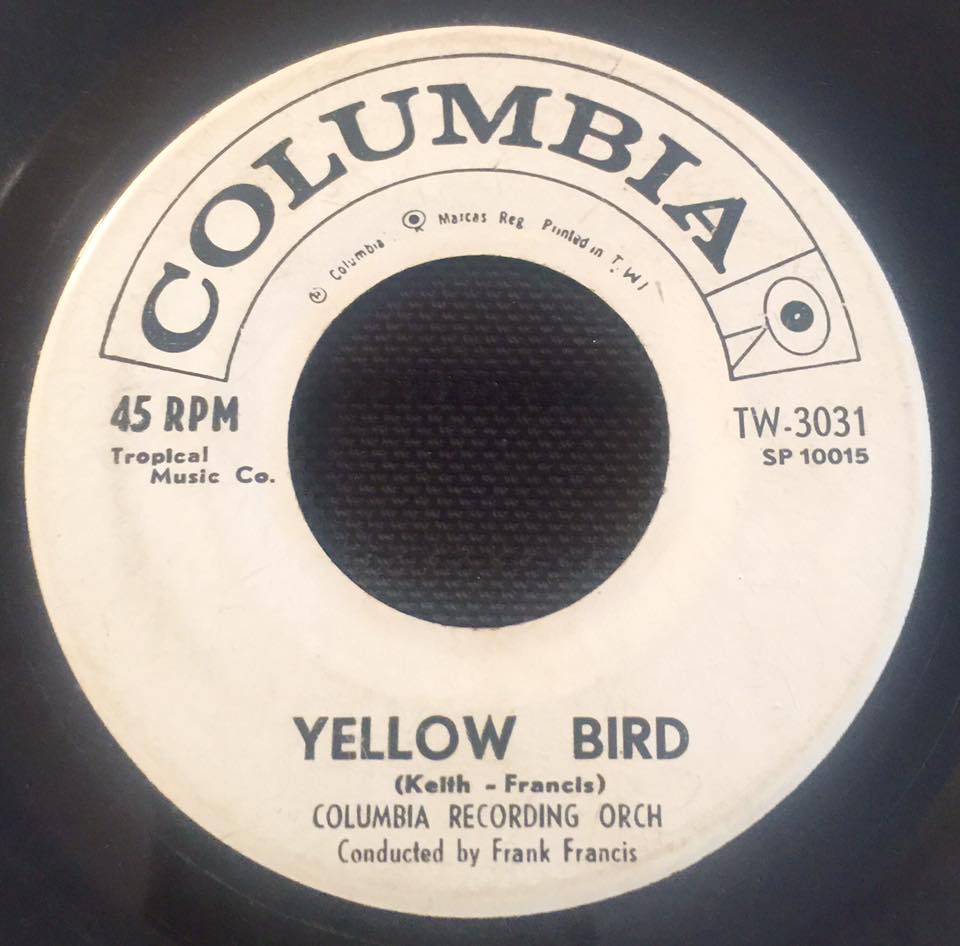 COLUMBIA
Ⓟ Columbia Marcas Reg Printed in T. W I
45 RPM
Tropical
Music Co.
TW-3031
SP 10015
YELLOW BIRD
(Keith - Francis)
COLUMBIA RECORDING ORCH
Conducted by Frank Francis